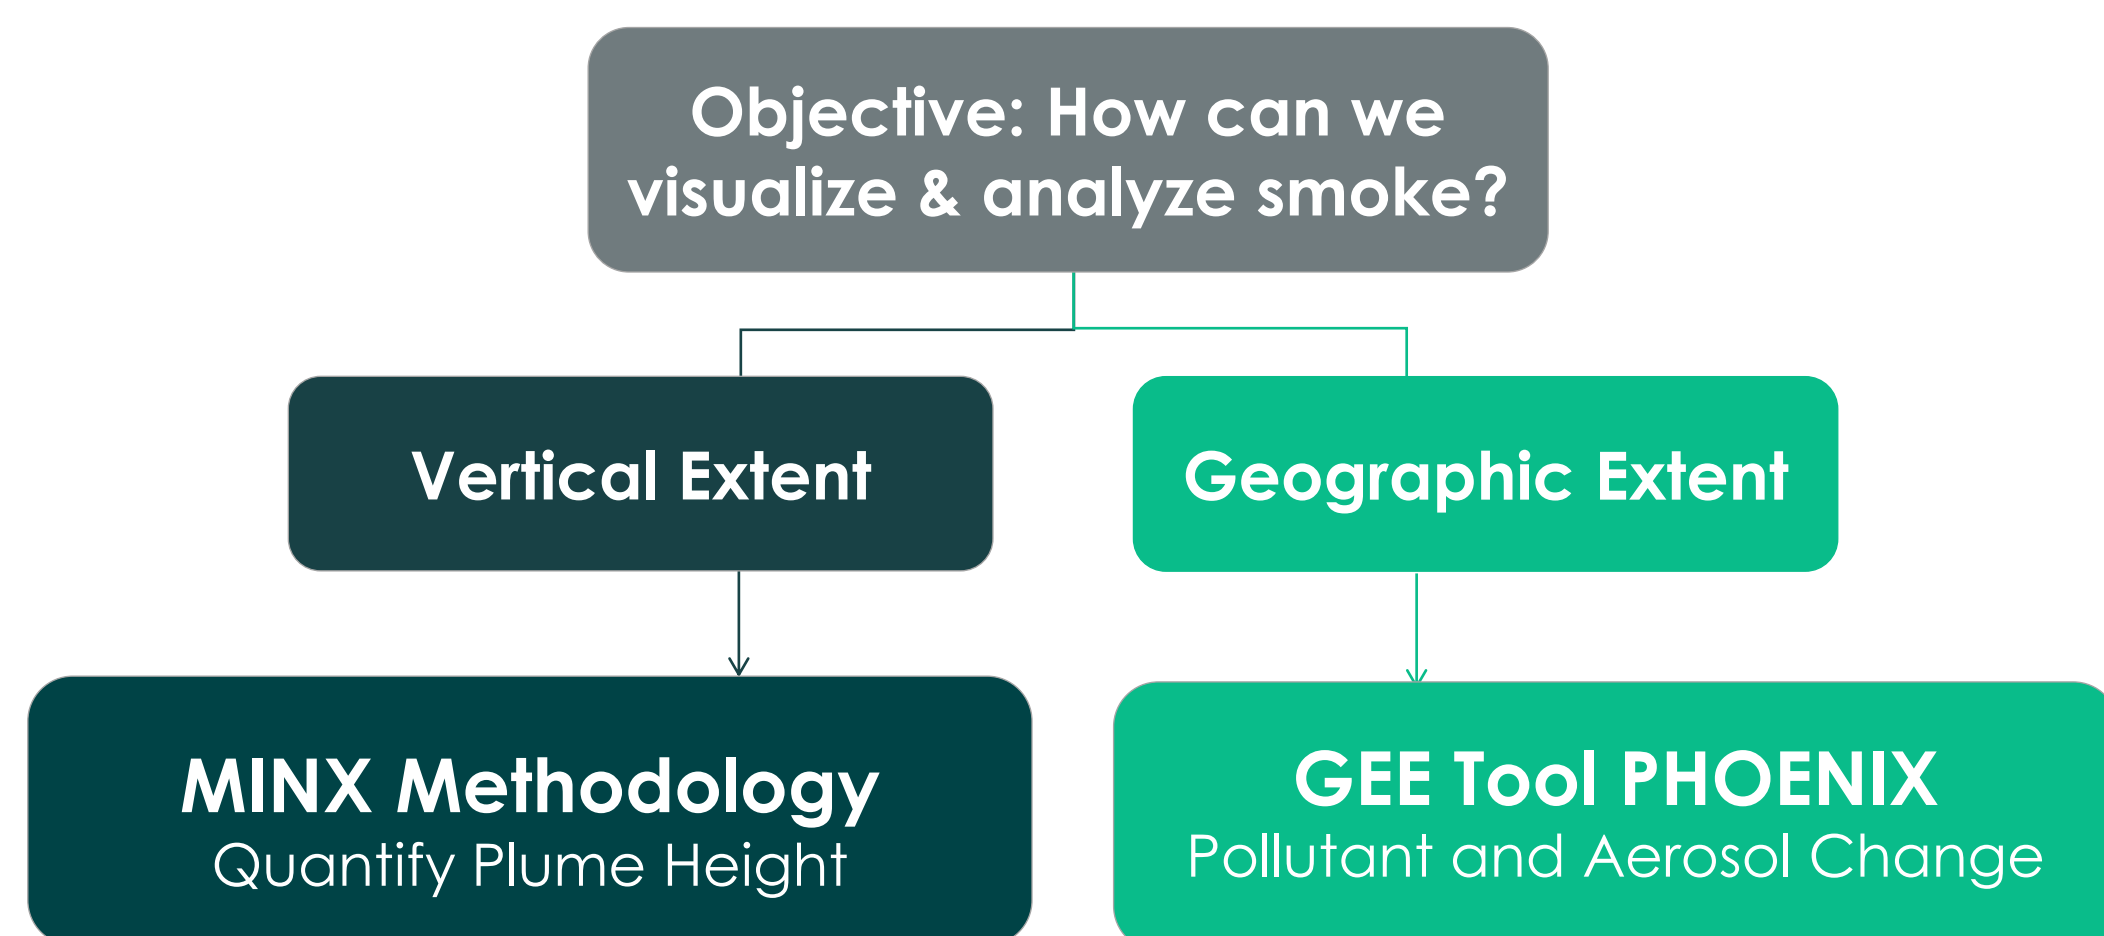 Objective: How can we
visualize & analyze smoke?
Vertical Extent
Geographic Extent
MINX Methodology
Quantify Plume Height
GEE Tool PHOENIX
Pollutant and Aerosol Change